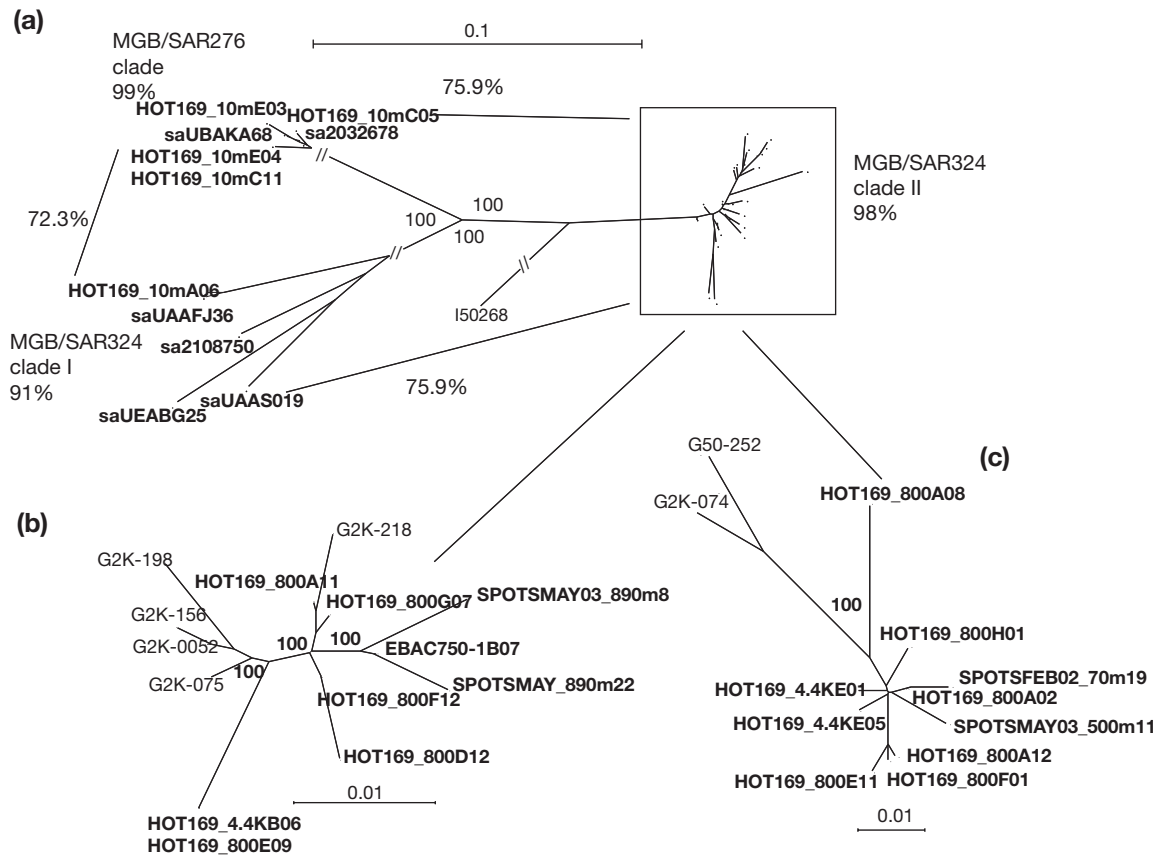 (a)
0.1
MGB/SAR276
clade
99%
75.9%
HOT169_10mE03
HOT169_10mC05
saUBAKA68
sa2032678
HOT169_10mE04
HOT169_10mC11
//
MGB/SAR324
clade II
98%
72.3%
100
100
100
//
//
HOT169_10mA06
saUAAFJ36
I50268
MGB/SAR324
clade I
91%
sa2108750
75.9%
saUAAS019
saUEABG25
(b)
G2K-218
G2K-198
HOT169_800A11
HOT169_800G07
SPOTSMAY03_890m8
G2K-156
G2K-0052
100
100
EBAC750-1B07
100
G2K-075
SPOTSMAY_890m22
HOT169_800F12
HOT169_800D12
0.01
HOT169_4.4KB06
HOT169_800E09
(c)
G50-252
G2K-074
HOT169_800A08
100
HOT169_800H01
SPOTSFEB02_70m19
HOT169_4.4KE01
HOT169_800A02
HOT169_4.4KE05
SPOTSMAY03_500m11
HOT169_800A12
HOT169_800E11
HOT169_800F01
0.01